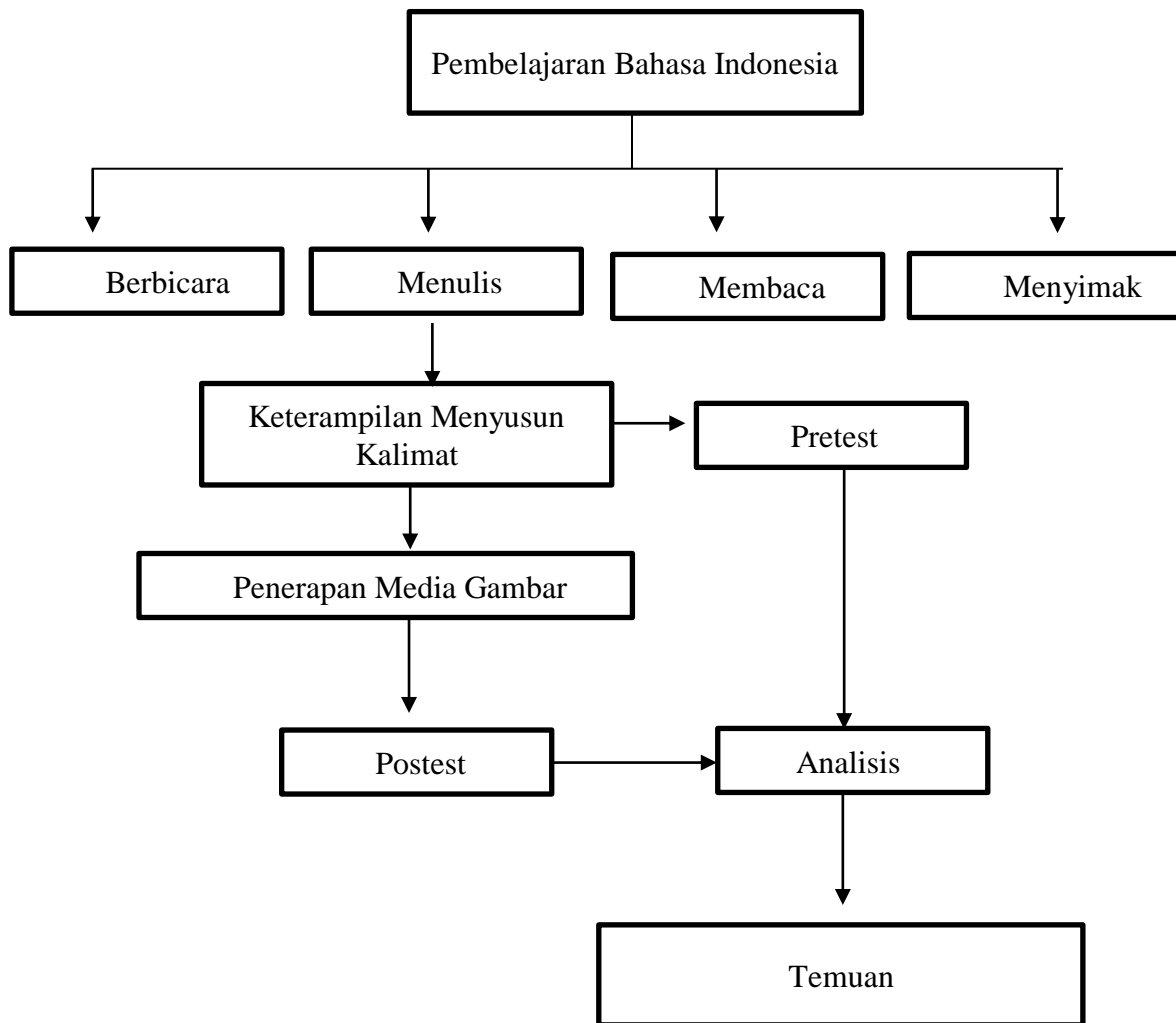 Pembelajaran Bahasa Indonesia
Berbicara
Menulis
Membaca
Menyimak
Keterampilan Menyusun
Kalimat
Pretest
Penerapan Media Gambar
Postest
Analisis
Temuan